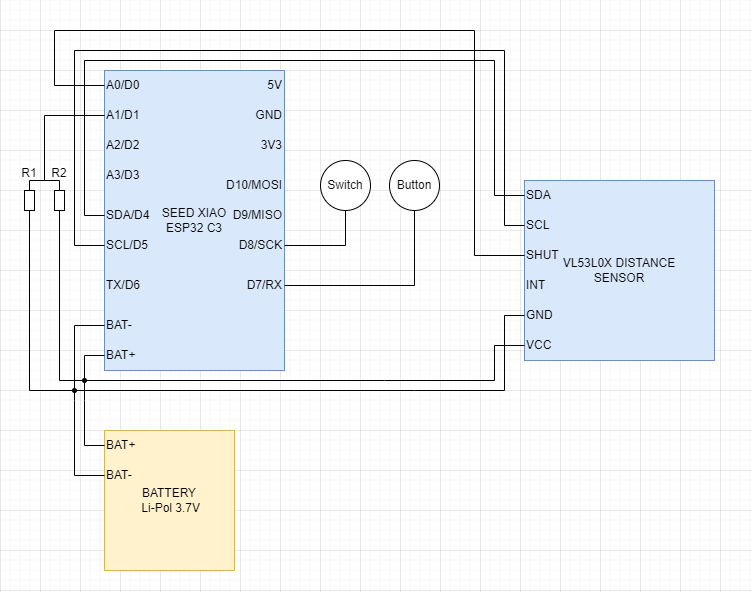 A0/D0
5V
A1/D1
GND
A2/D2
3V3
R1
R2
A3/D3
D10/MOSI
Switch
Button
SDA
SDA/D4
SEED XIAO
ESP32 C3
D9/MISO
SCL
SCL/D5
D8/SCK
SHUT
VL53L0X DISTANCE
SENSOR
TX/D6
D7/RX
INT
GND
BAT-
VCC
BAT+
BAT+
BAT-
BATTERY
Li-Pol 3.7V